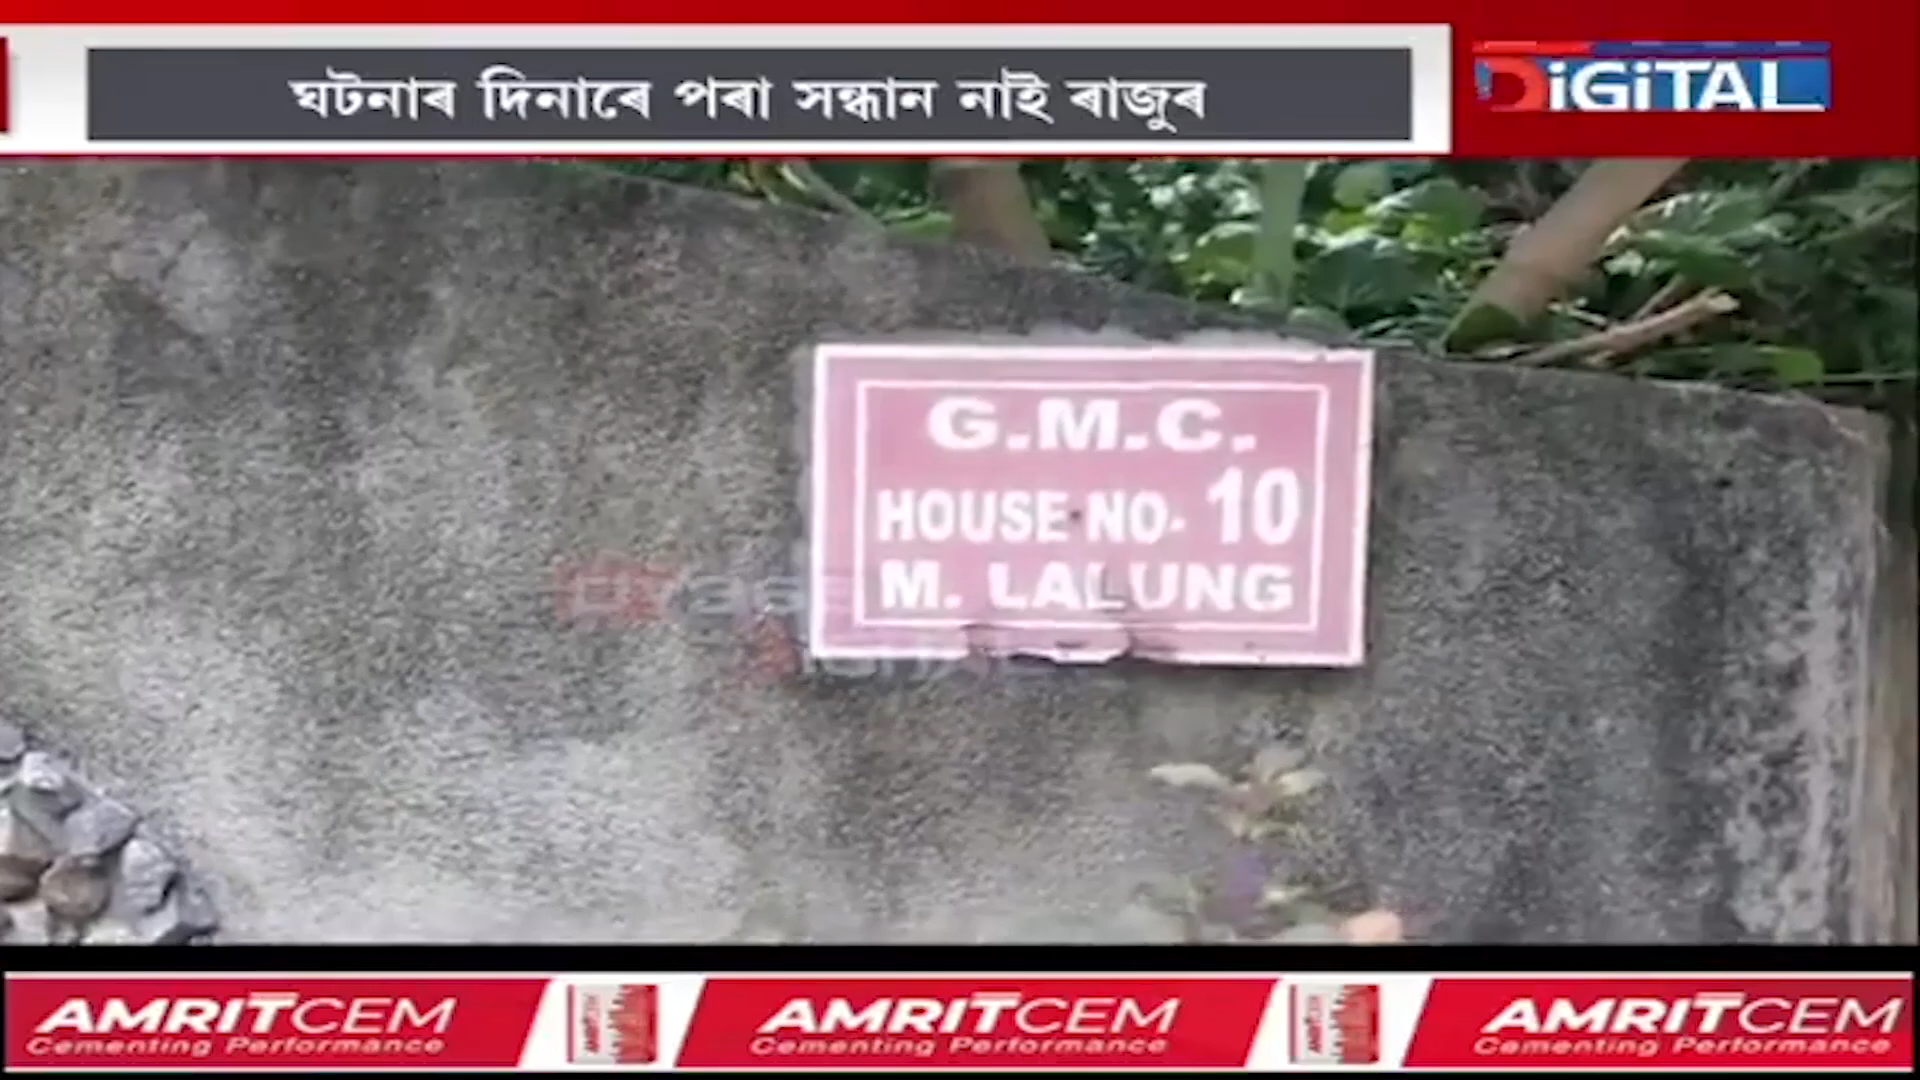 ঘটনাৰ দিনাৰে পৰা সন্ধান নাই ৰাজুৰ
DiGiTAL
G.M.C.
HOUSE NO- 10
M. LALUNG
AMRITCEM
Cementing Performance
AMRITCEM
Cementing Performance
AMRITCEM
Cementing Performance